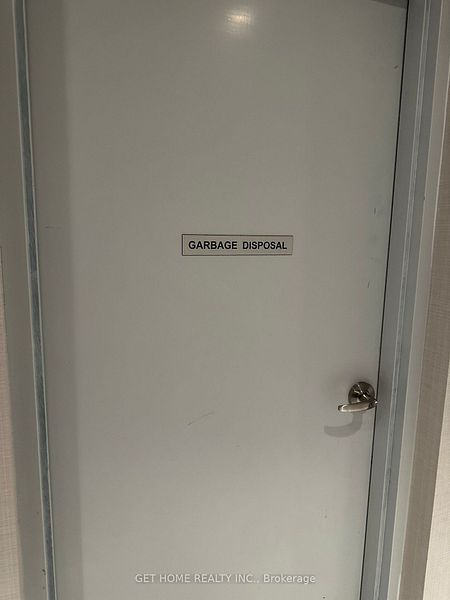 GARBAGE DISPOSAL
GET HOME REALTY INC., Brokerage